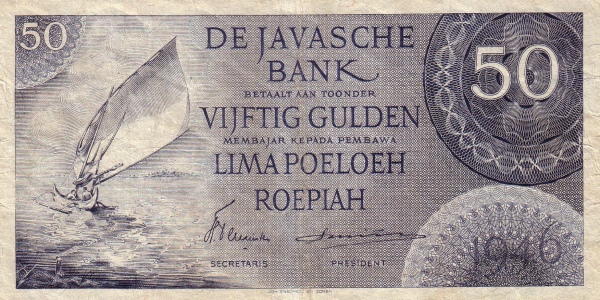 50
DE JAVASCHE
BANK
BETAALT AAN TOONDER
VIJFTIG GULDEN
MEMBAJAR KEPADA PEMBAWA
LIMA POELOEH
ROEPIAH
50
SECRETARIS PRESIDENT
1946